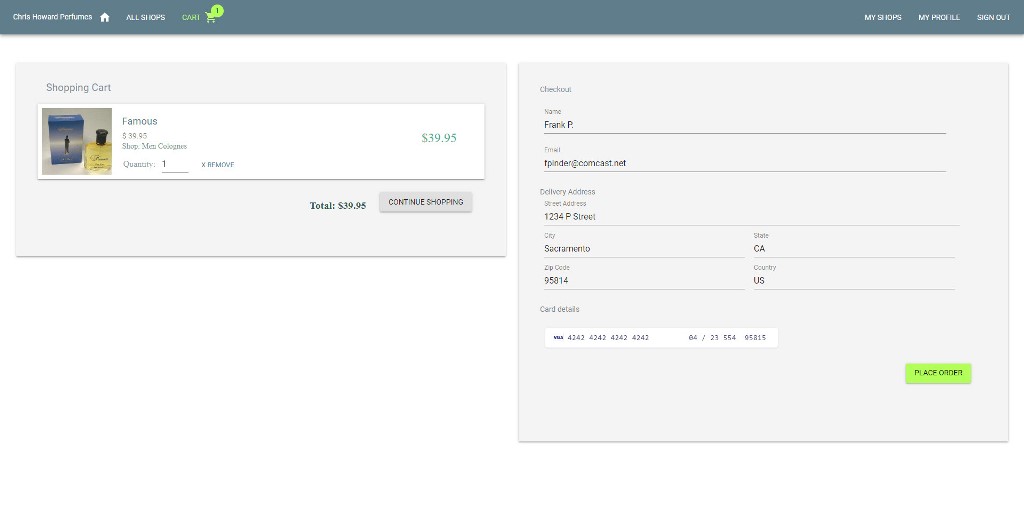 Chris Howard Perfumes ALL SHOPS CART 1 MY SHOPS MY PROFILE SIGN OUT
Shopping Cart
Famous
$ 39.95
Shop: Men Colognes
Quantity: 1 X REMOVE
$39.95
Total: $39.95 CONTINUE SHOPPING
Checkout
Name
Frank P.
Email
fpinder@comcast.net
Delivery Address
Street Address
1234 P Street
City State
Sacramento CA
Zip Code Country
95814 US
Card details
VISA 4242 4242 4242 4242 04 / 23 554 95815
PLACE ORDER